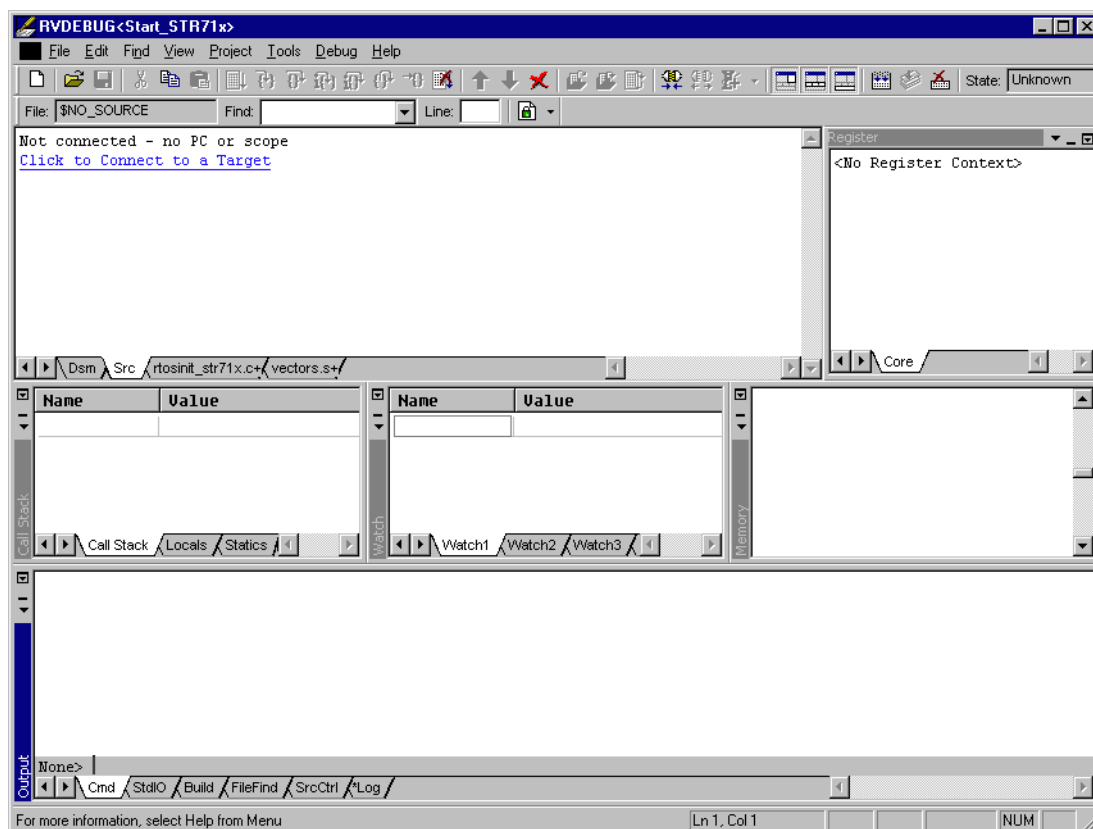 RVDEBUG<Start_STR71x>
File Edit Find View Project Tools Debug Help
State: Unknown
File: $NO_SOURCE Find: Line:
Not connected - no PC or scope
Click to Connect to a Target
Register
<No Register Context>
Dsm Src rtosinit_str71x.c+ vectors.s+
Core
Name Value
Call Stack
Call Stack Locals Statics
Name Value
Watch
Watch1 Watch2 Watch3
Memory
Output
None>
Cmd StdIO Build FileFind SrcCtrl *Log
For more information, select Help from Menu
Ln 1, Col 1
NUM